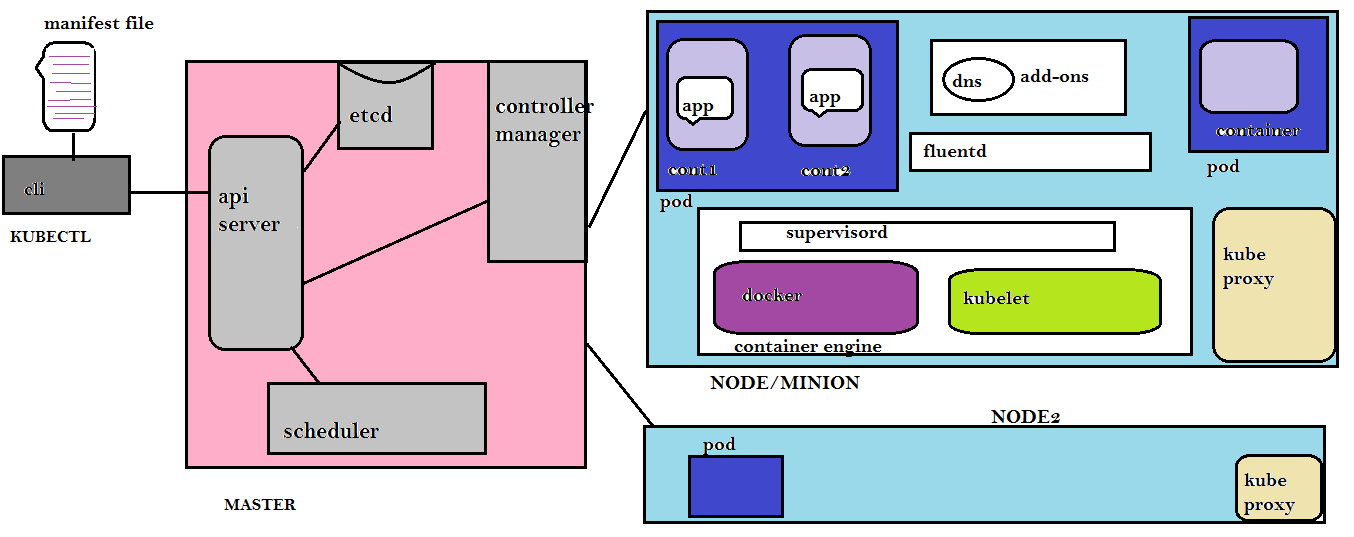 manifest file
cli
KUBECTL
api
server
etcd
controller
manager
scheduler
MASTER
app
app
cont1
cont2
pod
dns
add-ons
fluentd
container
pod
supervisord
docker
kubelet
container engine
kube
proxy
NODE/MINION
NODE2
pod
kube
proxy